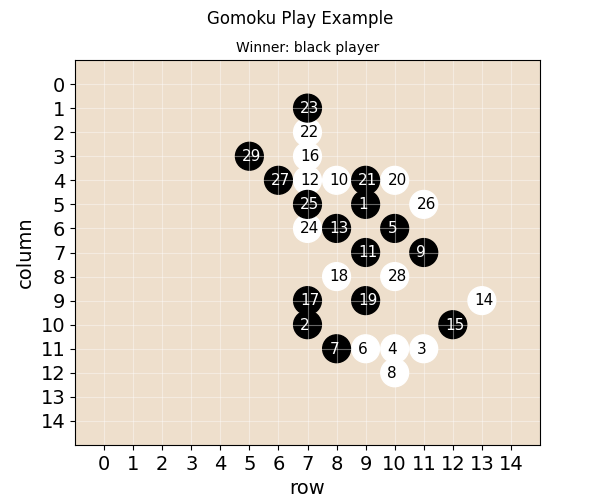 Gomoku Play Example
Winner: black player
0
1 23
2 22
3 29 16
4 27 12 10 21 20
5 25 1 26
6 24 13 5
7 11 9
8 18 28
9 17 19 14
10 2 15
11 7 6 4 3
12 8
13
14
column
0 1 2 3 4 5 6 7 8 9 10 11 12 13 14
row